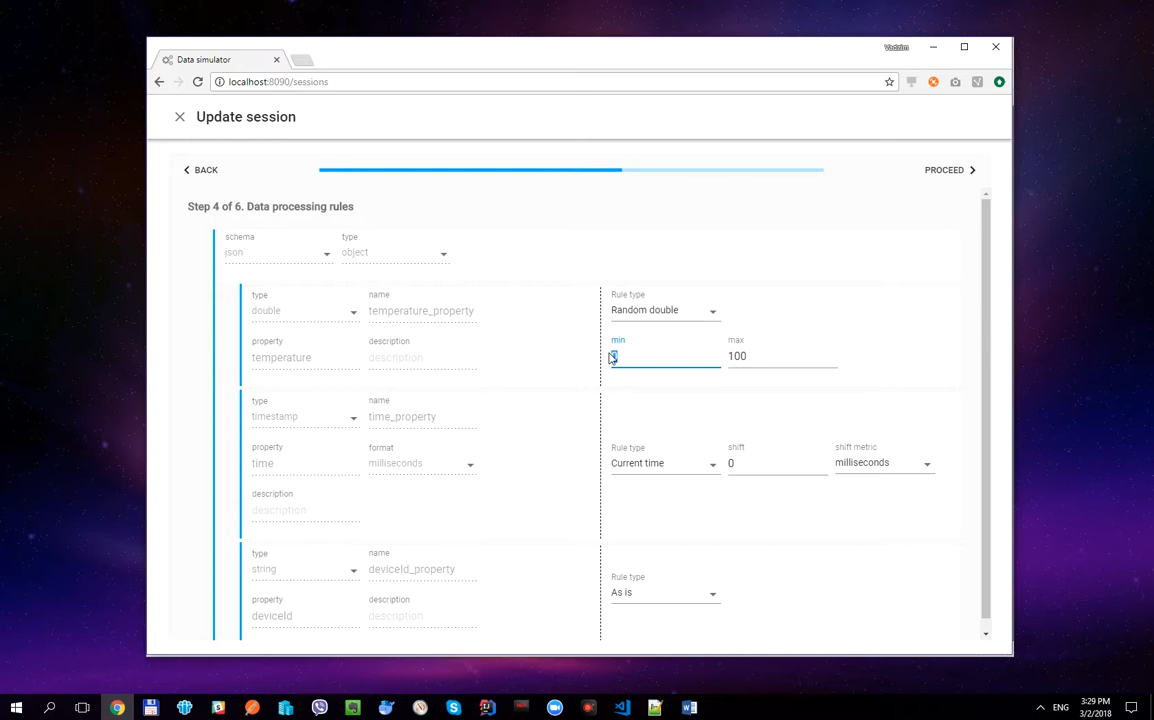 Vadzim
Data simulator
localhost:8090/sessions
Update session
BACK
PROCEED
Step 4 of 6. Data processing rules
schema type
json object
type name Rule type
double temperature_property Random double
property description min max
temperature description 100
type name
timestamp time_property
property format Rule type shift shift metric
time milliseconds Current time 0 milliseconds
description
description
type name
string deviceId_property
Rule type
As is
property description
deviceId description
ENG
3:29 PM
3/2/2018